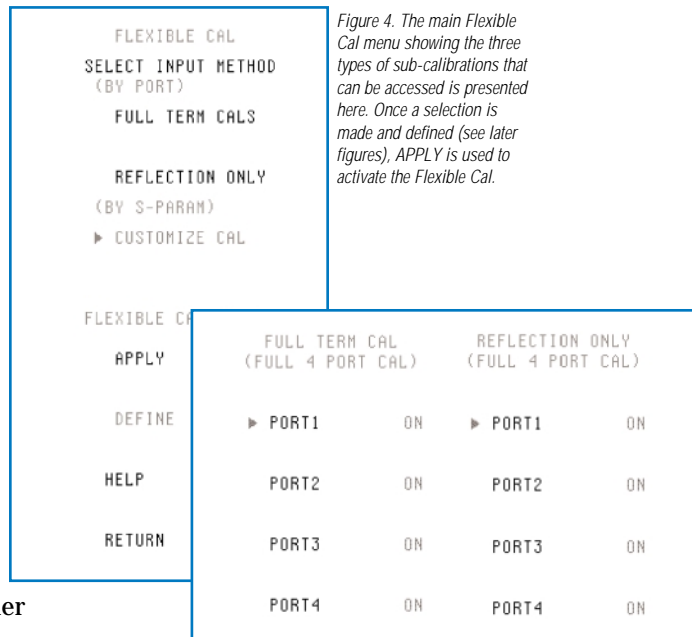 FLEXIBLE CAL
SELECT INPUT METHOD
(BY PORT)
FULL TERM CALS
REFLECTION ONLY
(BY S-PARAM)
▶ CUSTOMIZE CAL
FLEXIBLE
APPLY
DEFINE
HELP
RETURN
Figure 4. The main Flexible
Cal menu showing the three
types of sub-calibrations that
can be accessed is presented
here. Once a selection is
made and defined (see later
figures), APPLY is used to
activate the Flexible Cal.
FULL TERM CAL REFLECTION ONLY
(FULL 4 PORT CAL) (FULL 4 PORT CAL)
▶ PORT1 ON ▶ PORT1 ON
PORT2 ON PORT2 ON
PORT3 ON PORT3 ON
PORT4 ON PORT4 ON